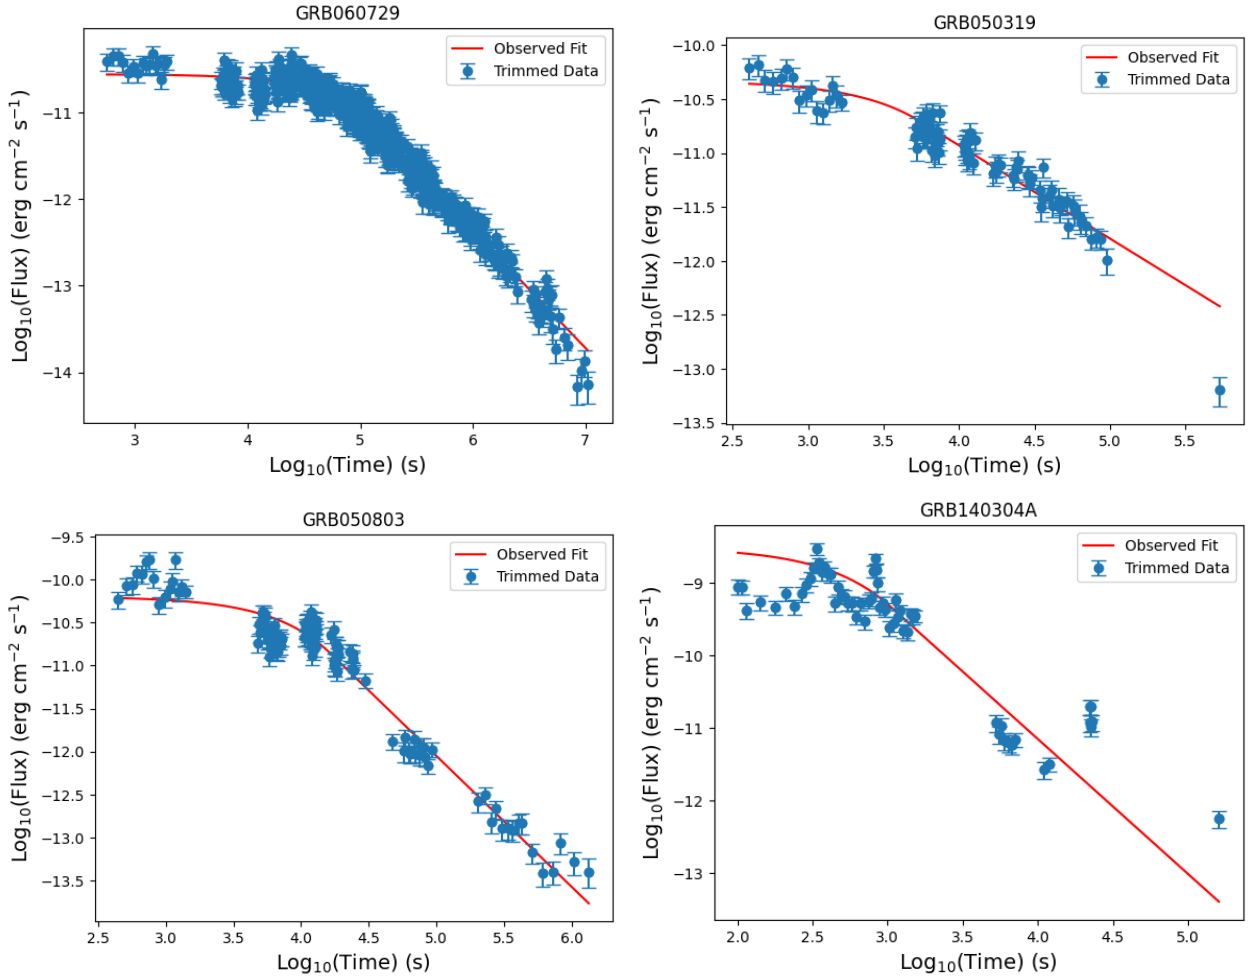 GRB060729
Observed Fit
Trimmed Data
Log₁₀(Flux) (erg cm⁻² s⁻¹)
−11
−12
−13
−14
3 4 5 6 7
Log₁₀(Time) (s)
GRB050319
Observed Fit
Trimmed Data
Log₁₀(Flux) (erg cm⁻² s⁻¹)
−10.0
−10.5
−11.0
−11.5
−12.0
−12.5
−13.0
−13.5
2.5 3.0 3.5 4.0 4.5 5.0 5.5
Log₁₀(Time) (s)
GRB050803
Observed Fit
Trimmed Data
Log₁₀(Flux) (erg cm⁻² s⁻¹)
−9.5
−10.0
−10.5
−11.0
−11.5
−12.0
−12.5
−13.0
−13.5
2.5 3.0 3.5 4.0 4.5 5.0 5.5 6.0
Log₁₀(Time) (s)
GRB140304A
Observed Fit
Trimmed Data
Log₁₀(Flux) (erg cm⁻² s⁻¹)
−9
−10
−11
−12
−13
2.0 2.5 3.0 3.5 4.0 4.5 5.0
Log₁₀(Time) (s)